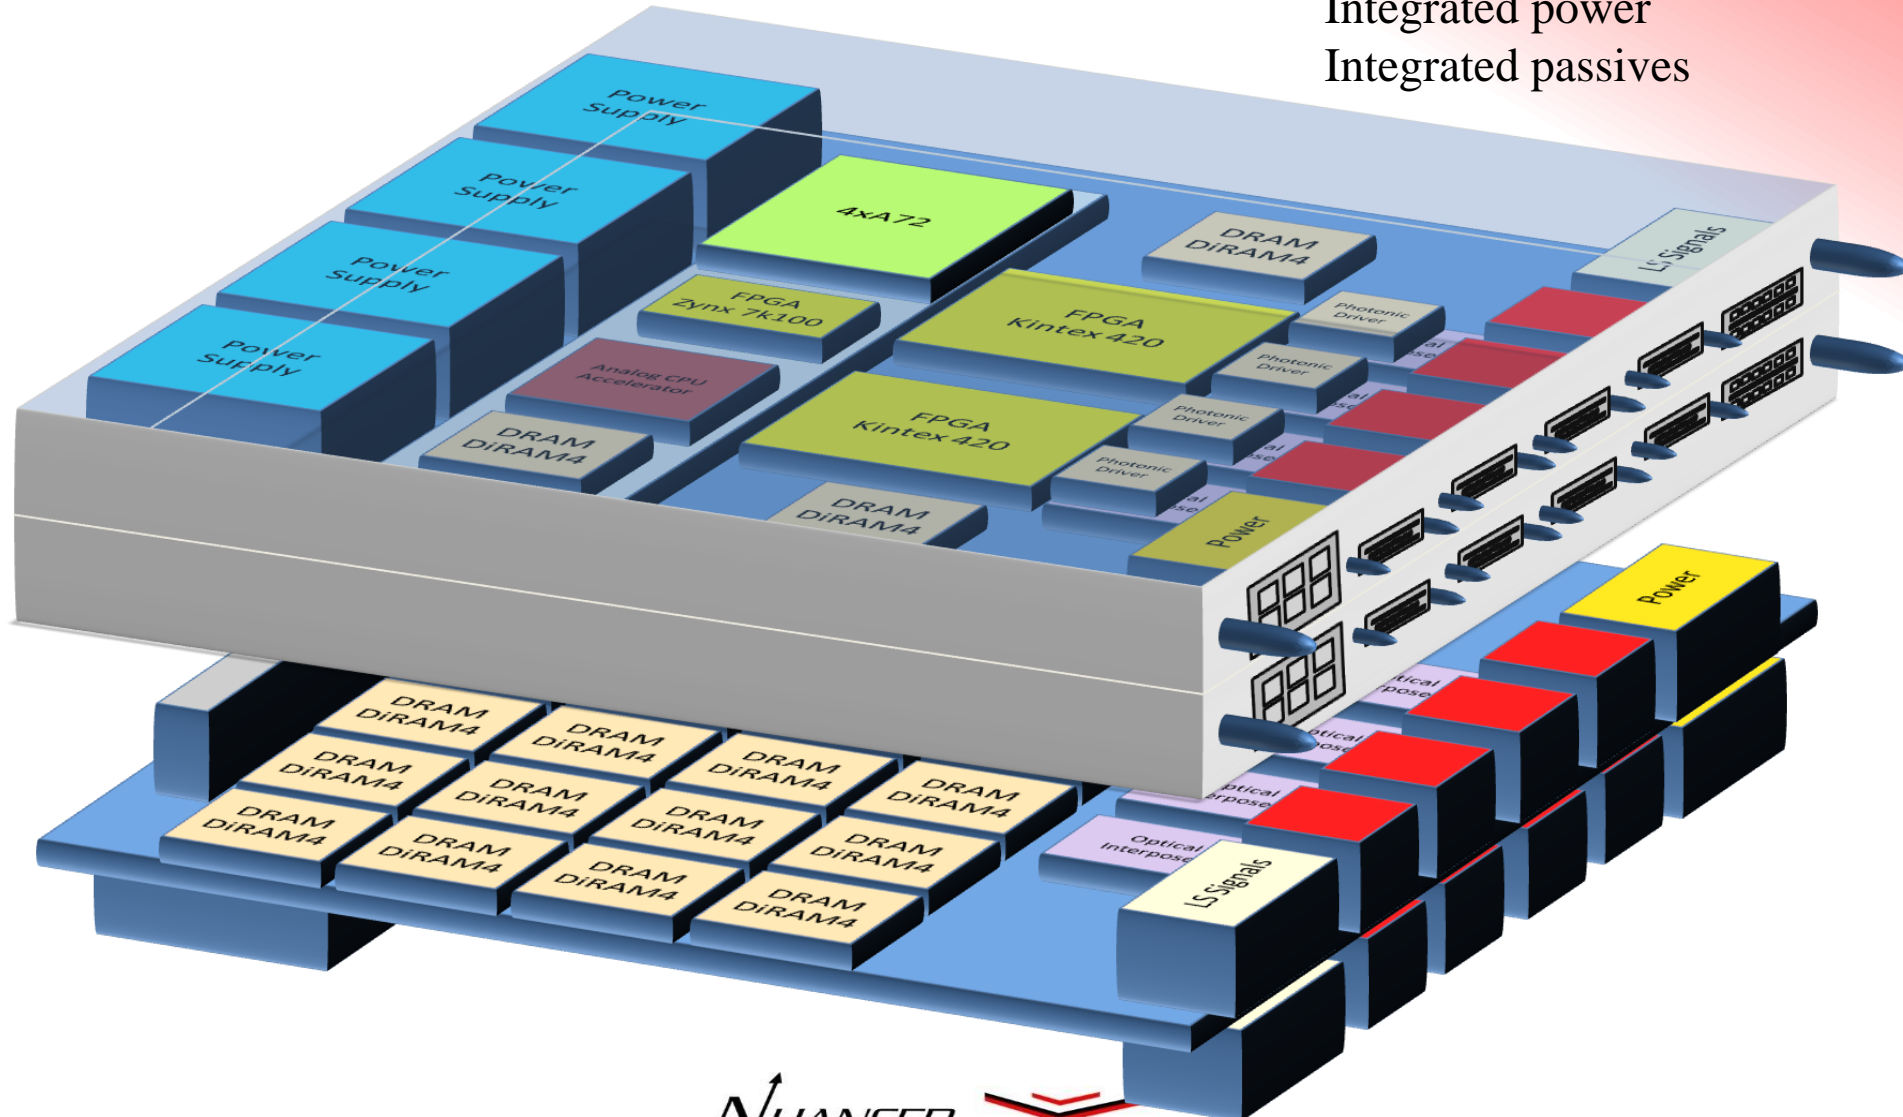 Integrated power
Integrated passives
Power
Supply
Power
Supply
Power
Supply
Power
Supply
4xA72
DRAM
DiRAM4
LS Signals
FPGA
Zynx 7k100
FPGA
Kintex 420
Photonic
Driver
Photonic
Driver
Analog CPU
Accelerator
FPGA
Kintex 420
Photonic
Driver
Photonic
Driver
DRAM
DiRAM4
DRAM
DiRAM4
Power
Power
DRAM
DiRAM4
DRAM
DiRAM4
DRAM
DiRAM4
DRAM
DiRAM4
DRAM
DiRAM4
DRAM
DiRAM4
DRAM
DiRAM4
DRAM
DiRAM4
DRAM
DiRAM4
DRAM
DiRAM4
DRAM
DiRAM4
DRAM
DiRAM4
Optical
Interpose
LS Signals
NHANCED